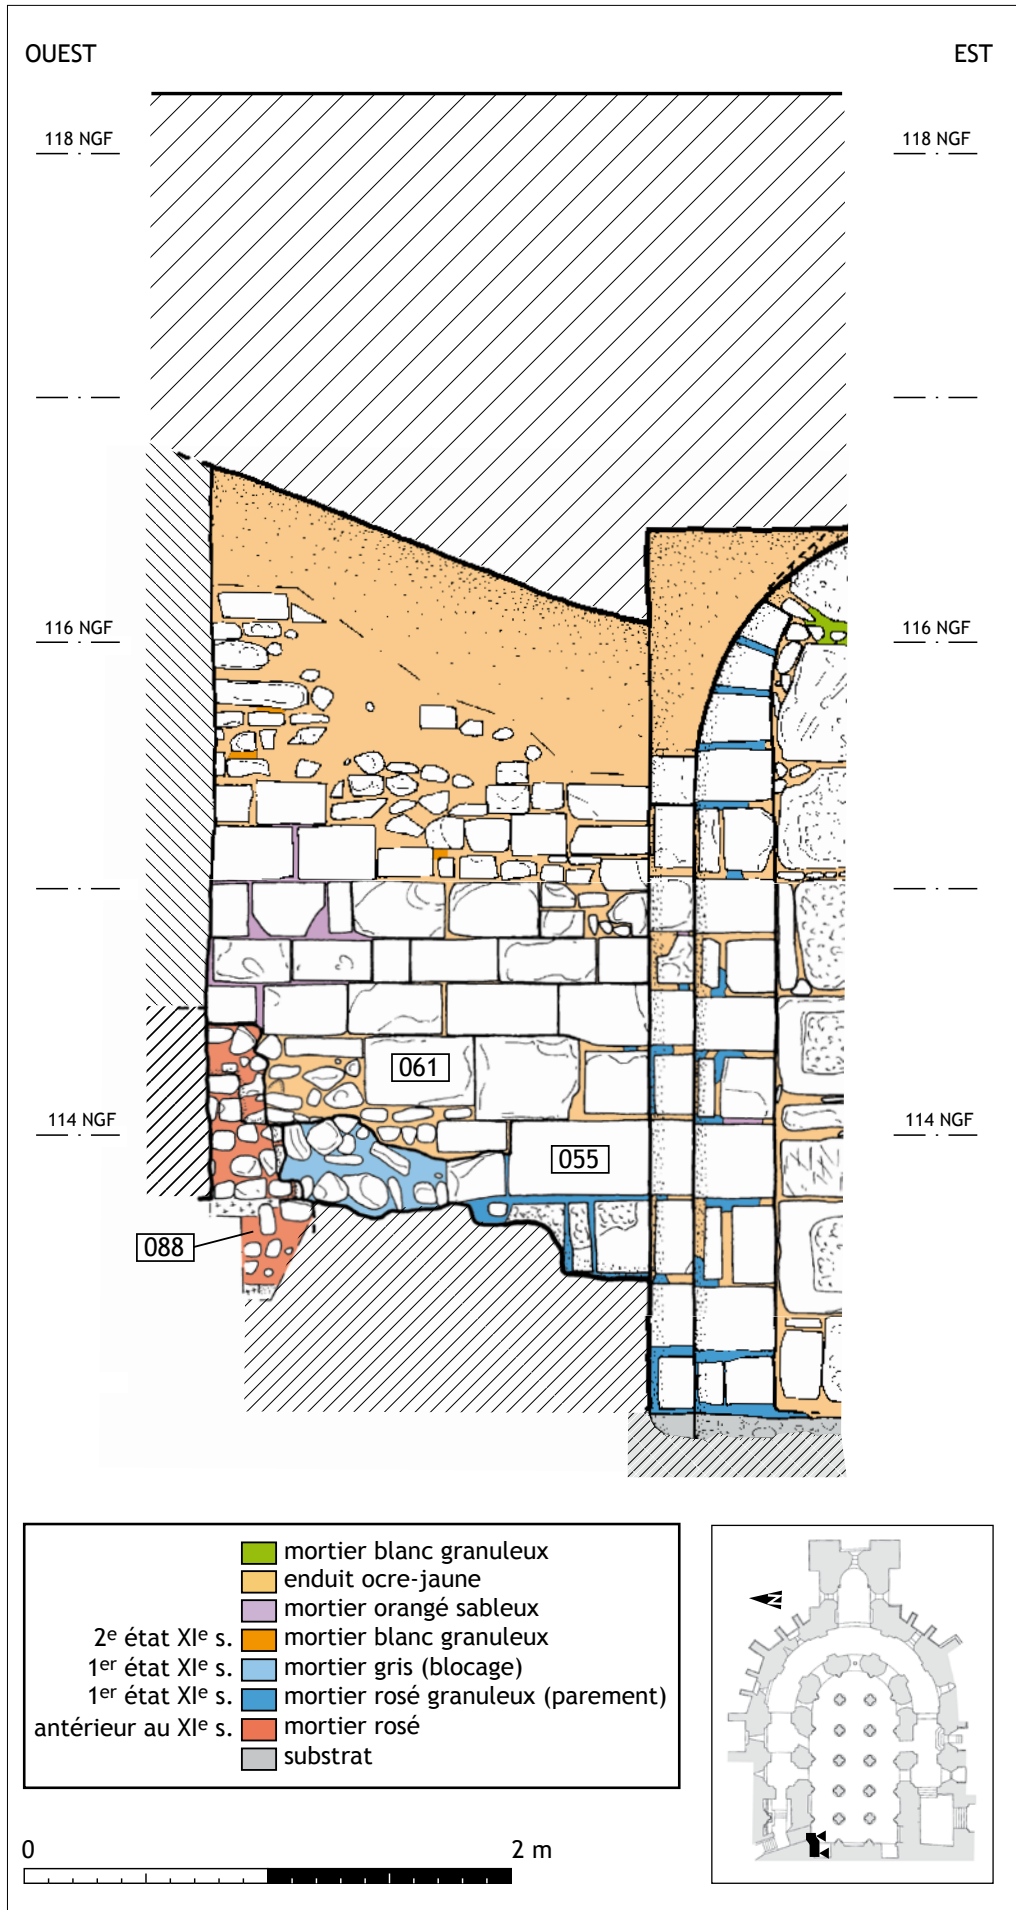 OUEST EST
118 NGF 118 NGF
116 NGF 116 NGF
061
114 NGF 114 NGF
055
088
mortier blanc granuleux
enduit ocre-jaune
mortier orangé sableux
2e état XIe s. mortier blanc granuleux
1er état XIe s. mortier gris (blocage)
1er état XIe s. mortier rosé granuleux (parement)
antérieur au XIe s. mortier rosé
substrat
N
0 2 m